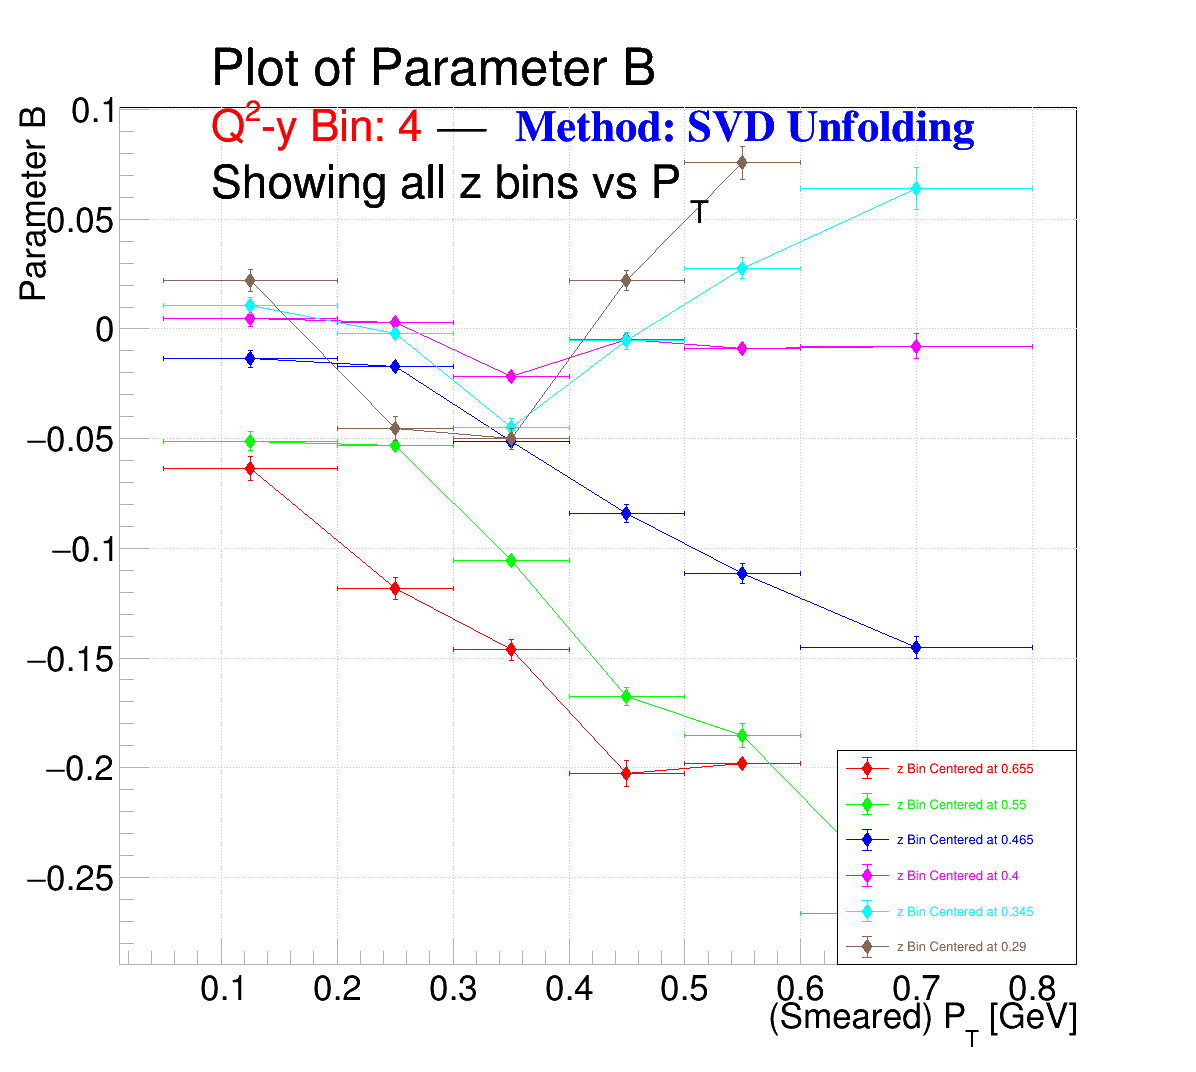 Plot of Parameter B
Q2-y Bin: 4 — Method: SVD Unfolding
Showing all z bins vs PT
Parameter B
0.1
0.05
0
−0.05
−0.1
−0.15
−0.2
−0.25
z Bin Centered at 0.655
z Bin Centered at 0.55
z Bin Centered at 0.465
z Bin Centered at 0.4
z Bin Centered at 0.345
z Bin Centered at 0.29
0.1 0.2 0.3 0.4 0.5 0.6 0.7 0.8
(Smeared) PT [GeV]